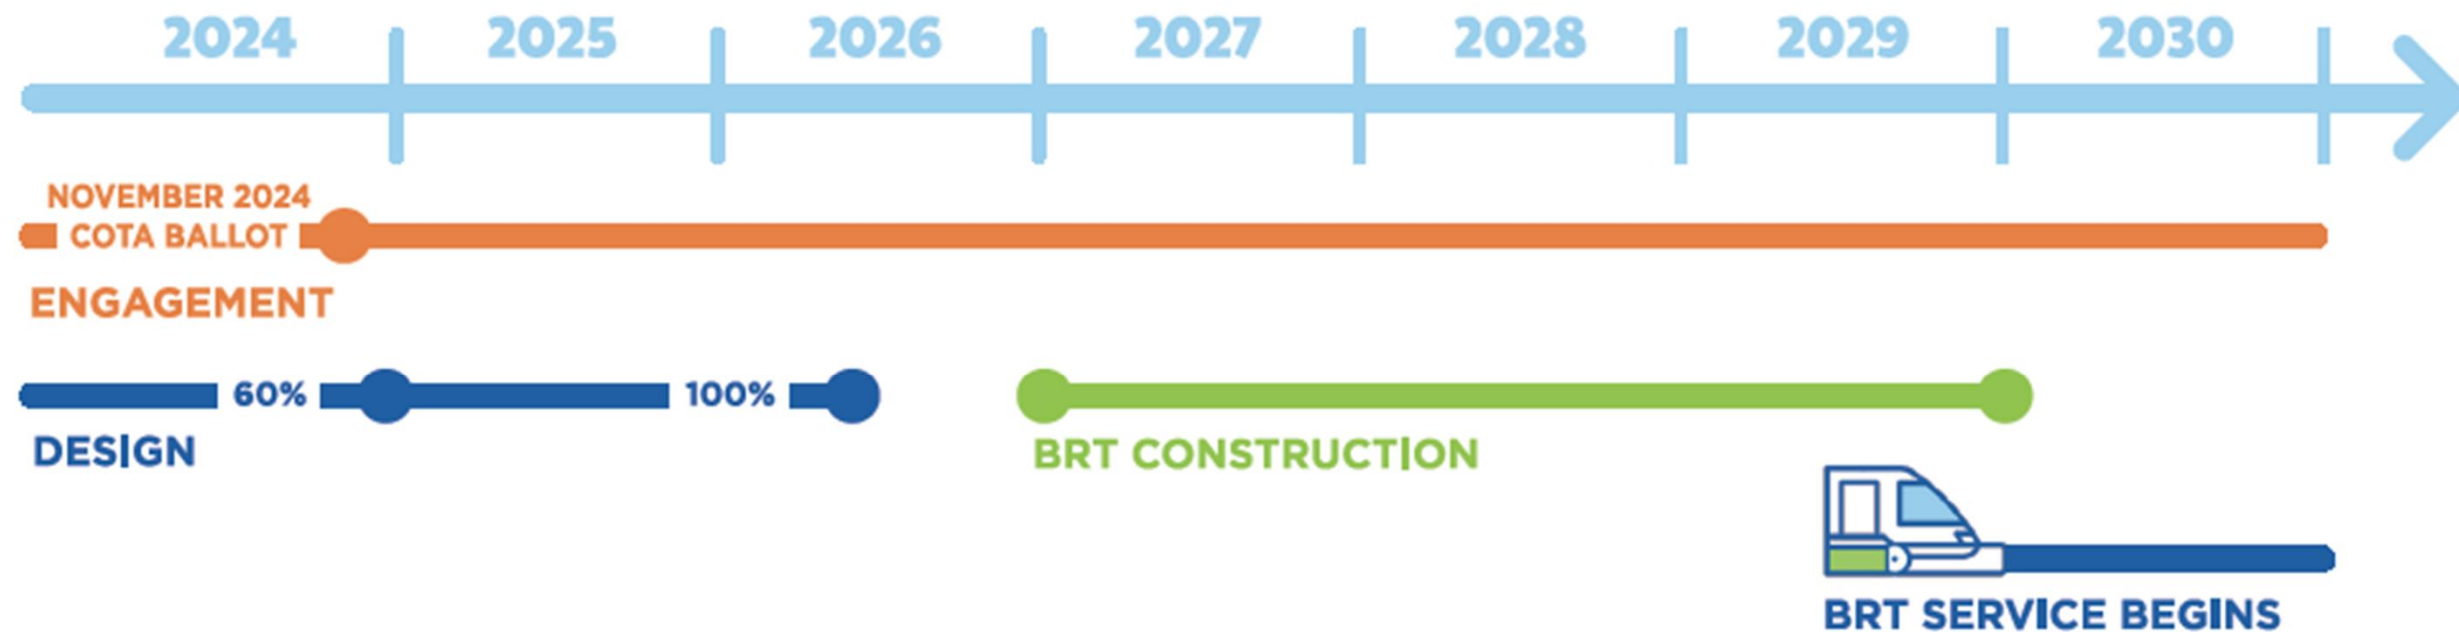 2024 2025 2026 2027 2028 2029 2030
NOVEMBER 2024
COTA BALLOT
ENGAGEMENT
60% 100%
DESIGN
BRT CONSTRUCTION
BRT SERVICE BEGINS